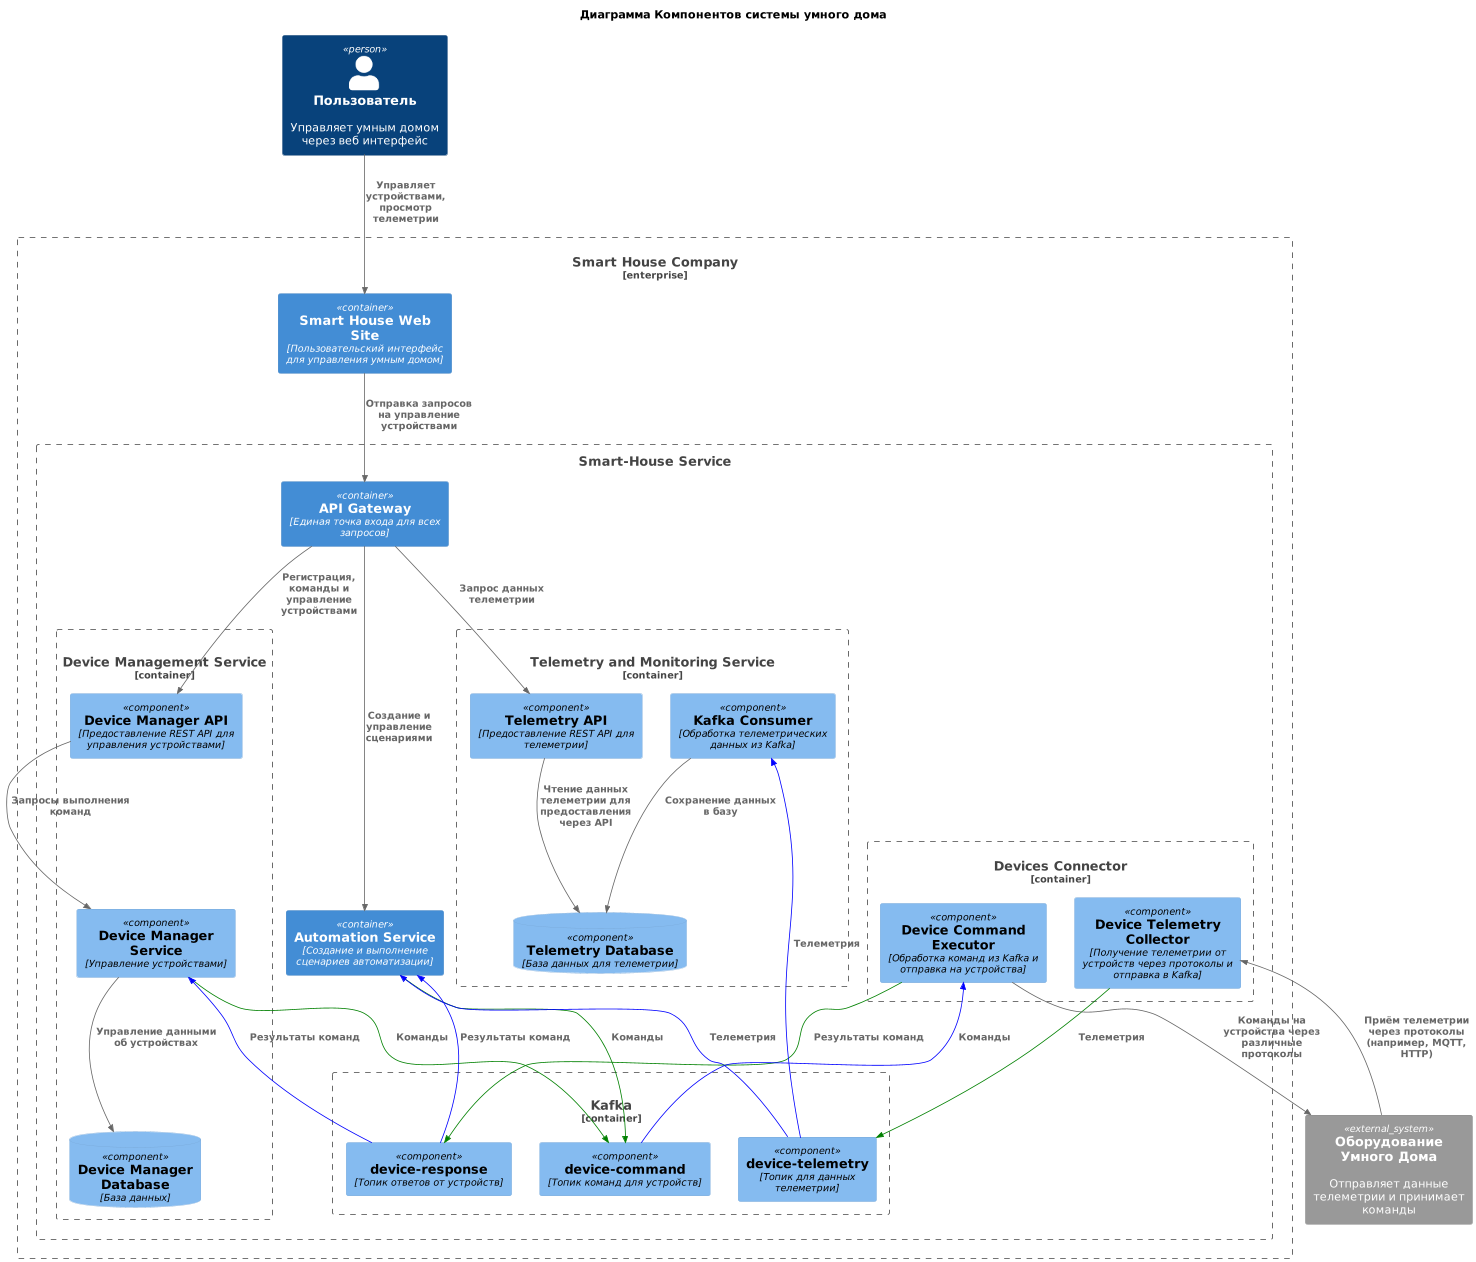 Диаграмма Компонентов системы умного дома
«person»
Пользователь
Управляет умным домом
через веб интерфейс
Управляет
устройствами,
просмотр
телеметрии
Smart House Company
[enterprise]
«container»
Smart House Web
Site
[Пользовательский интерфейс
для управления умным домом]
Отправка запросов
на управление
устройствами
Smart-House Service
«container»
API Gateway
[Единая точка входа для всех
запросов]
Регистрация,
команды и
управление
устройствами
Запрос данных
телеметрии
Device Management Service
[container]
«component»
Device Manager API
[Предоставление REST API для
управления устройствами]
Создание и
управление
сценариями
Telemetry and Monitoring Service
[container]
«component»
Telemetry API
[Предоставление REST API для
телеметрии]
«component»
Kafka Consumer
[Обработка телеметрических
данных из Kafka]
Запросы выполнения
команд
Чтение данных
телеметрии для
предоставления
через API
Сохранение данных
в базу
Devices Connector
[container]
«component»
Device Manager
Service
[Управление устройствами]
«container»
Automation Service
[Создание и выполнение
сценариев автоматизации]
«component»
Telemetry Database
[База данных для телеметрии]
Телеметрия
«component»
Device Command
Executor
[Обработка команд из Kafka и
отправка на устройства]
«component»
Device Telemetry
Collector
[Получение телеметрии от
устройств через протоколы и
отправка в Kafka]
Управление данными
об устройствах
Результаты команд
Команды
Результаты команд
Команды
Телеметрия
Результаты команд
Команды
Телеметрия
Команды на
устройства через
различные
протоколы
Приём телеметрии
через протоколы
(например, MQTT,
HTTP)
Kafka
[container]
«component»
Device Manager
Database
[База данных]
«component»
device-response
[Топик ответов от устройств]
«component»
device-command
[Топик команд для устройств]
«component»
device-telemetry
[Топик для данных
телеметрии]
«external_system»
Оборудование
Умного Дома
Отправляет данные
телеметрии и принимает
команды